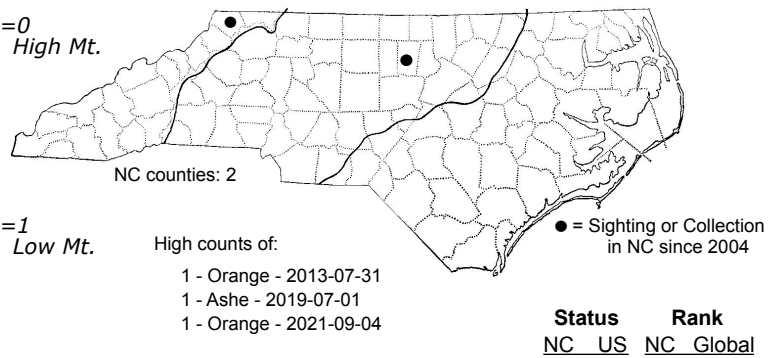 =0
High Mt.
NC counties: 2
=1
Low Mt.
High counts of:
1 - Orange - 2013-07-31
1 - Ashe - 2019-07-01
1 - Orange - 2021-09-04
● = Sighting or Collection
in NC since 2004
Status Rank
NC US NC Global